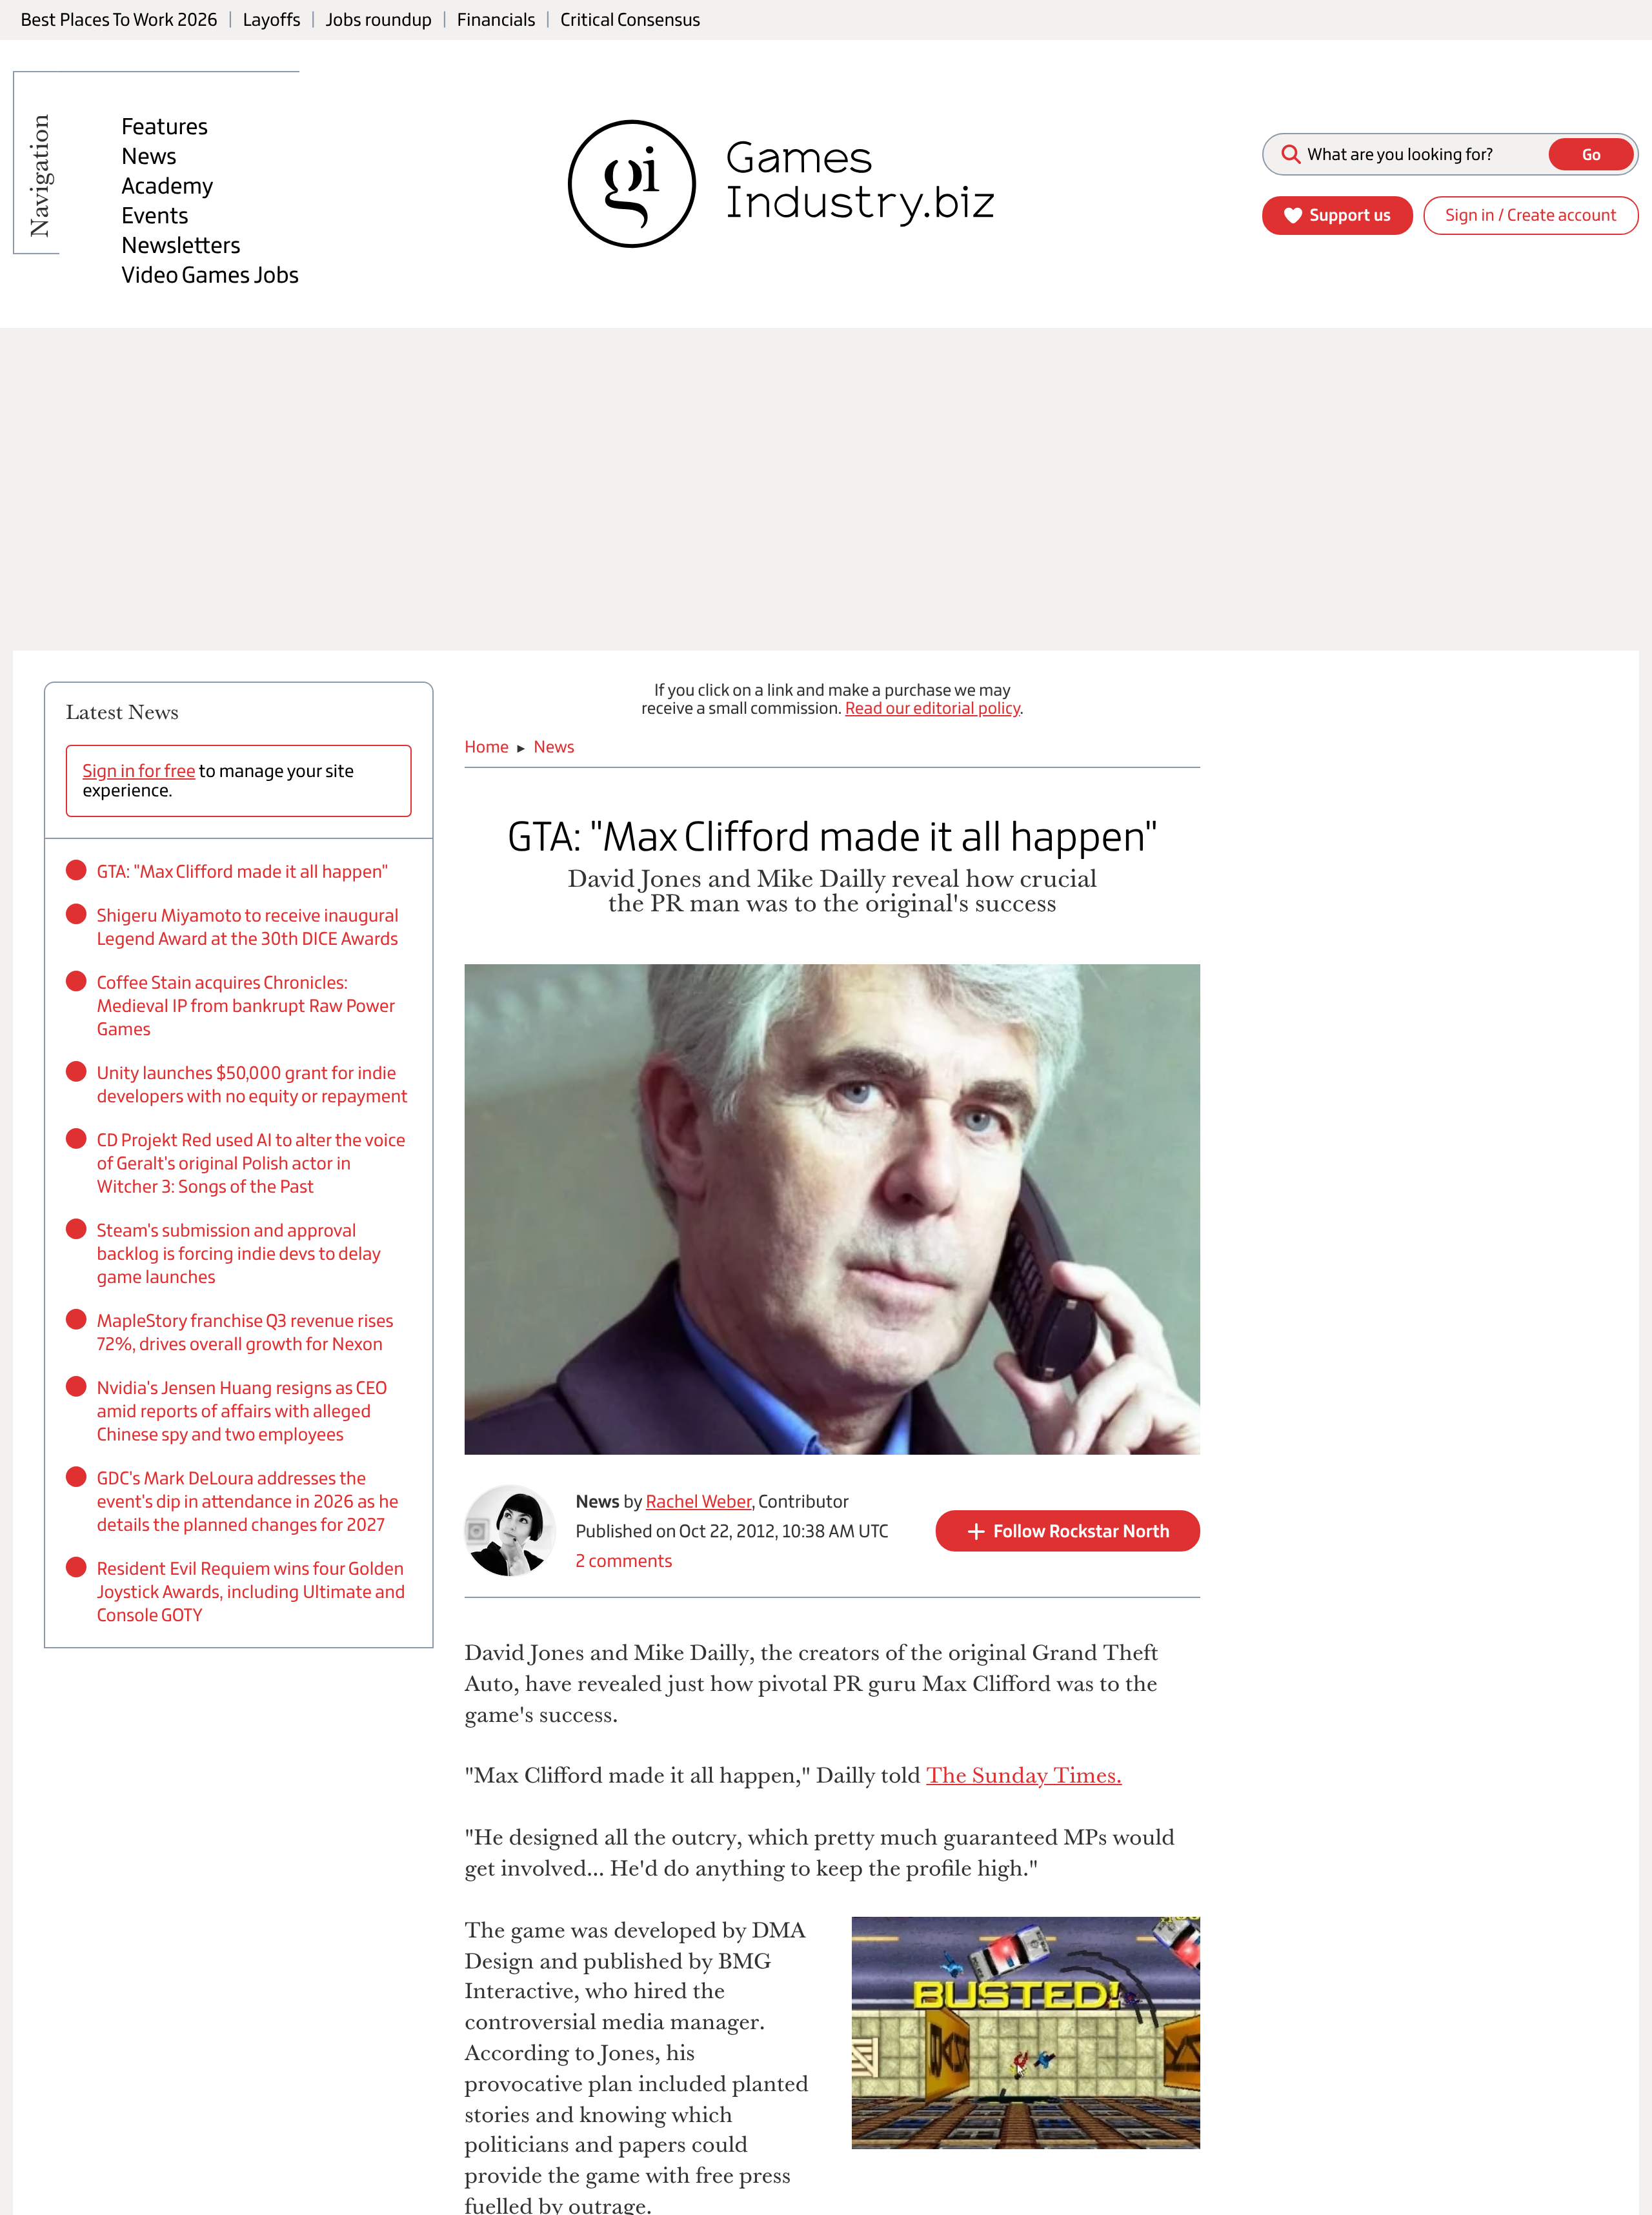 Best Places To Work 2026 | Layoffs | Jobs roundup | Financials | Critical Consensus
Navigation
Features
News
Academy
Events
Newsletters
Video Games Jobs
gi
Games
Industry.biz
What are you looking for?
Go
Support us
Sign in / Create account
Latest News
Sign in for free to manage your site
experience.
GTA: "Max Clifford made it all happen"
Shigeru Miyamoto to receive inaugural
Legend Award at the 30th DICE Awards
Coffee Stain acquires Chronicles:
Medieval IP from bankrupt Raw Power
Games
Unity launches $50,000 grant for indie
developers with no equity or repayment
CD Projekt Red used AI to alter the voice
of Geralt's original Polish actor in
Witcher 3: Songs of the Past
Steam's submission and approval
backlog is forcing indie devs to delay
game launches
MapleStory franchise Q3 revenue rises
72%, drives overall growth for Nexon
Nvidia's Jensen Huang resigns as CEO
amid reports of affairs with alleged
Chinese spy and two employees
GDC's Mark DeLoura addresses the
event's dip in attendance in 2026 as he
details the planned changes for 2027
Resident Evil Requiem wins four Golden
Joystick Awards, including Ultimate and
Console GOTY
If you click on a link and make a purchase we may
receive a small commission. Read our editorial policy.
Home ▸ News
GTA: "Max Clifford made it all happen"
David Jones and Mike Dailly reveal how crucial
the PR man was to the original's success
News by Rachel Weber, Contributor
Published on Oct 22, 2012, 10:38 AM UTC
2 comments
+ Follow Rockstar North
David Jones and Mike Dailly, the creators of the original Grand Theft
Auto, have revealed just how pivotal PR guru Max Clifford was to the
game's success.
"Max Clifford made it all happen," Dailly told The Sunday Times.
"He designed all the outcry, which pretty much guaranteed MPs would
get involved... He'd do anything to keep the profile high."
The game was developed by DMA
Design and published by BMG
Interactive, who hired the
controversial media manager.
According to Jones, his
provocative plan included planted
stories and knowing which
politicians and papers could
provide the game with free press
fuelled by outrage.
BUSTED!